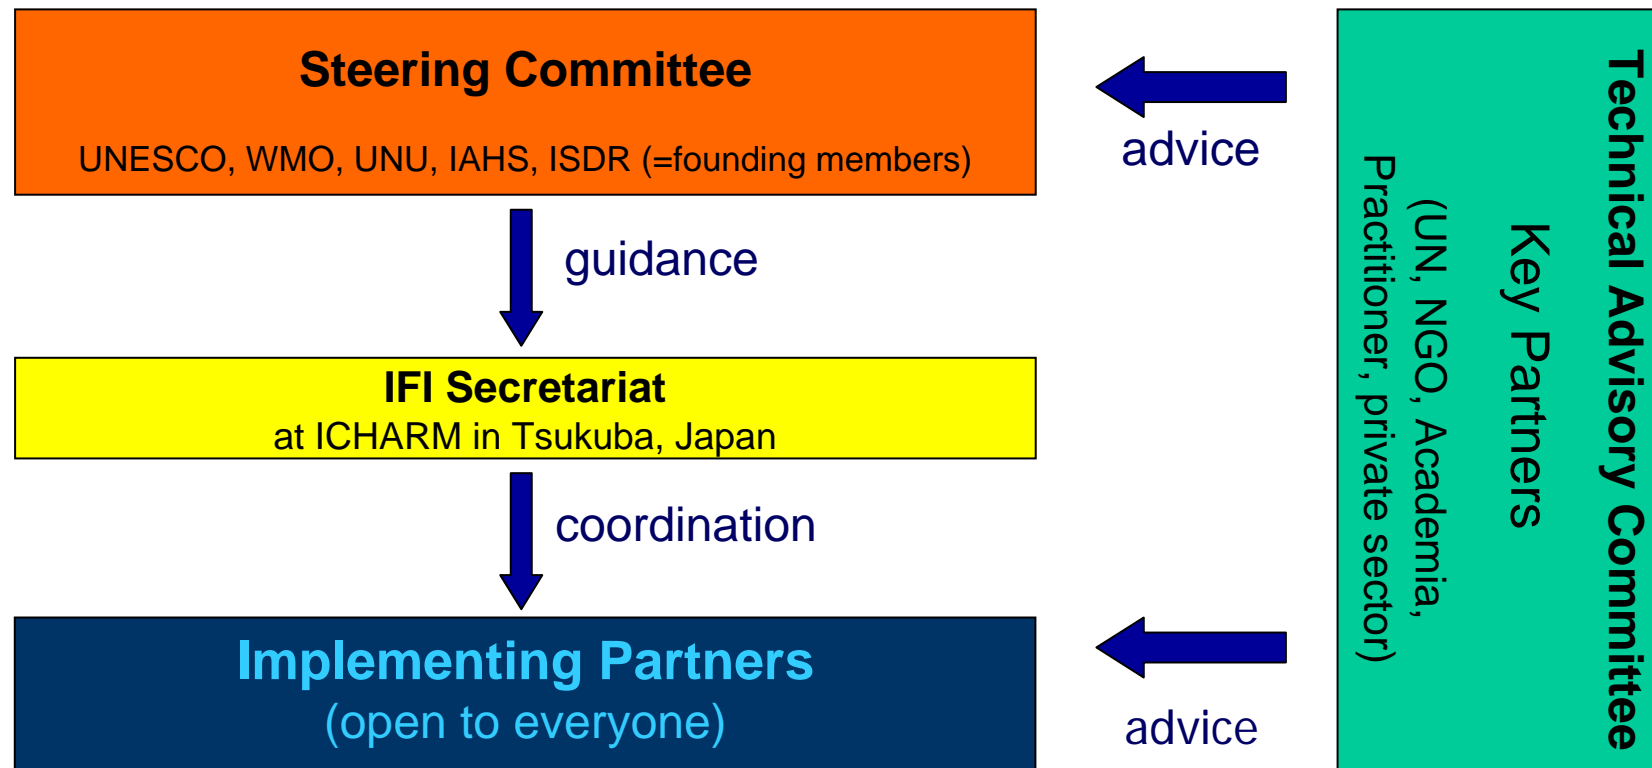 Steering Committee
UNESCO, WMO, UNU, IAHS, ISDR (=founding members)
advice
guidance
IFI Secretariat
at ICHARM in Tsukuba, Japan
coordination
Implementing Partners
(open to everyone)
advice
Technical Advisory Committee
Key Partners
(UN, NGO, Academia,
Practitioner, private sector)